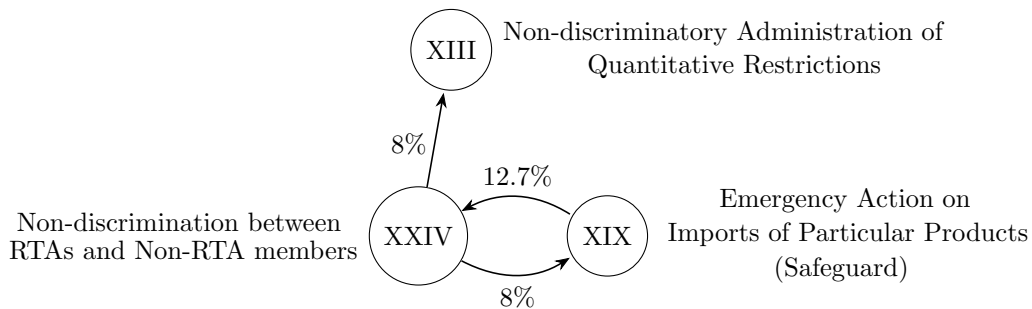 XIII
Non-discriminatory Administration of
Quantitative Restrictions
8%
12.7%
Non-discrimination between
RTAs and Non-RTA members
XXIV
XIX
Emergency Action on
Imports of Particular Products
(Safeguard)
8%